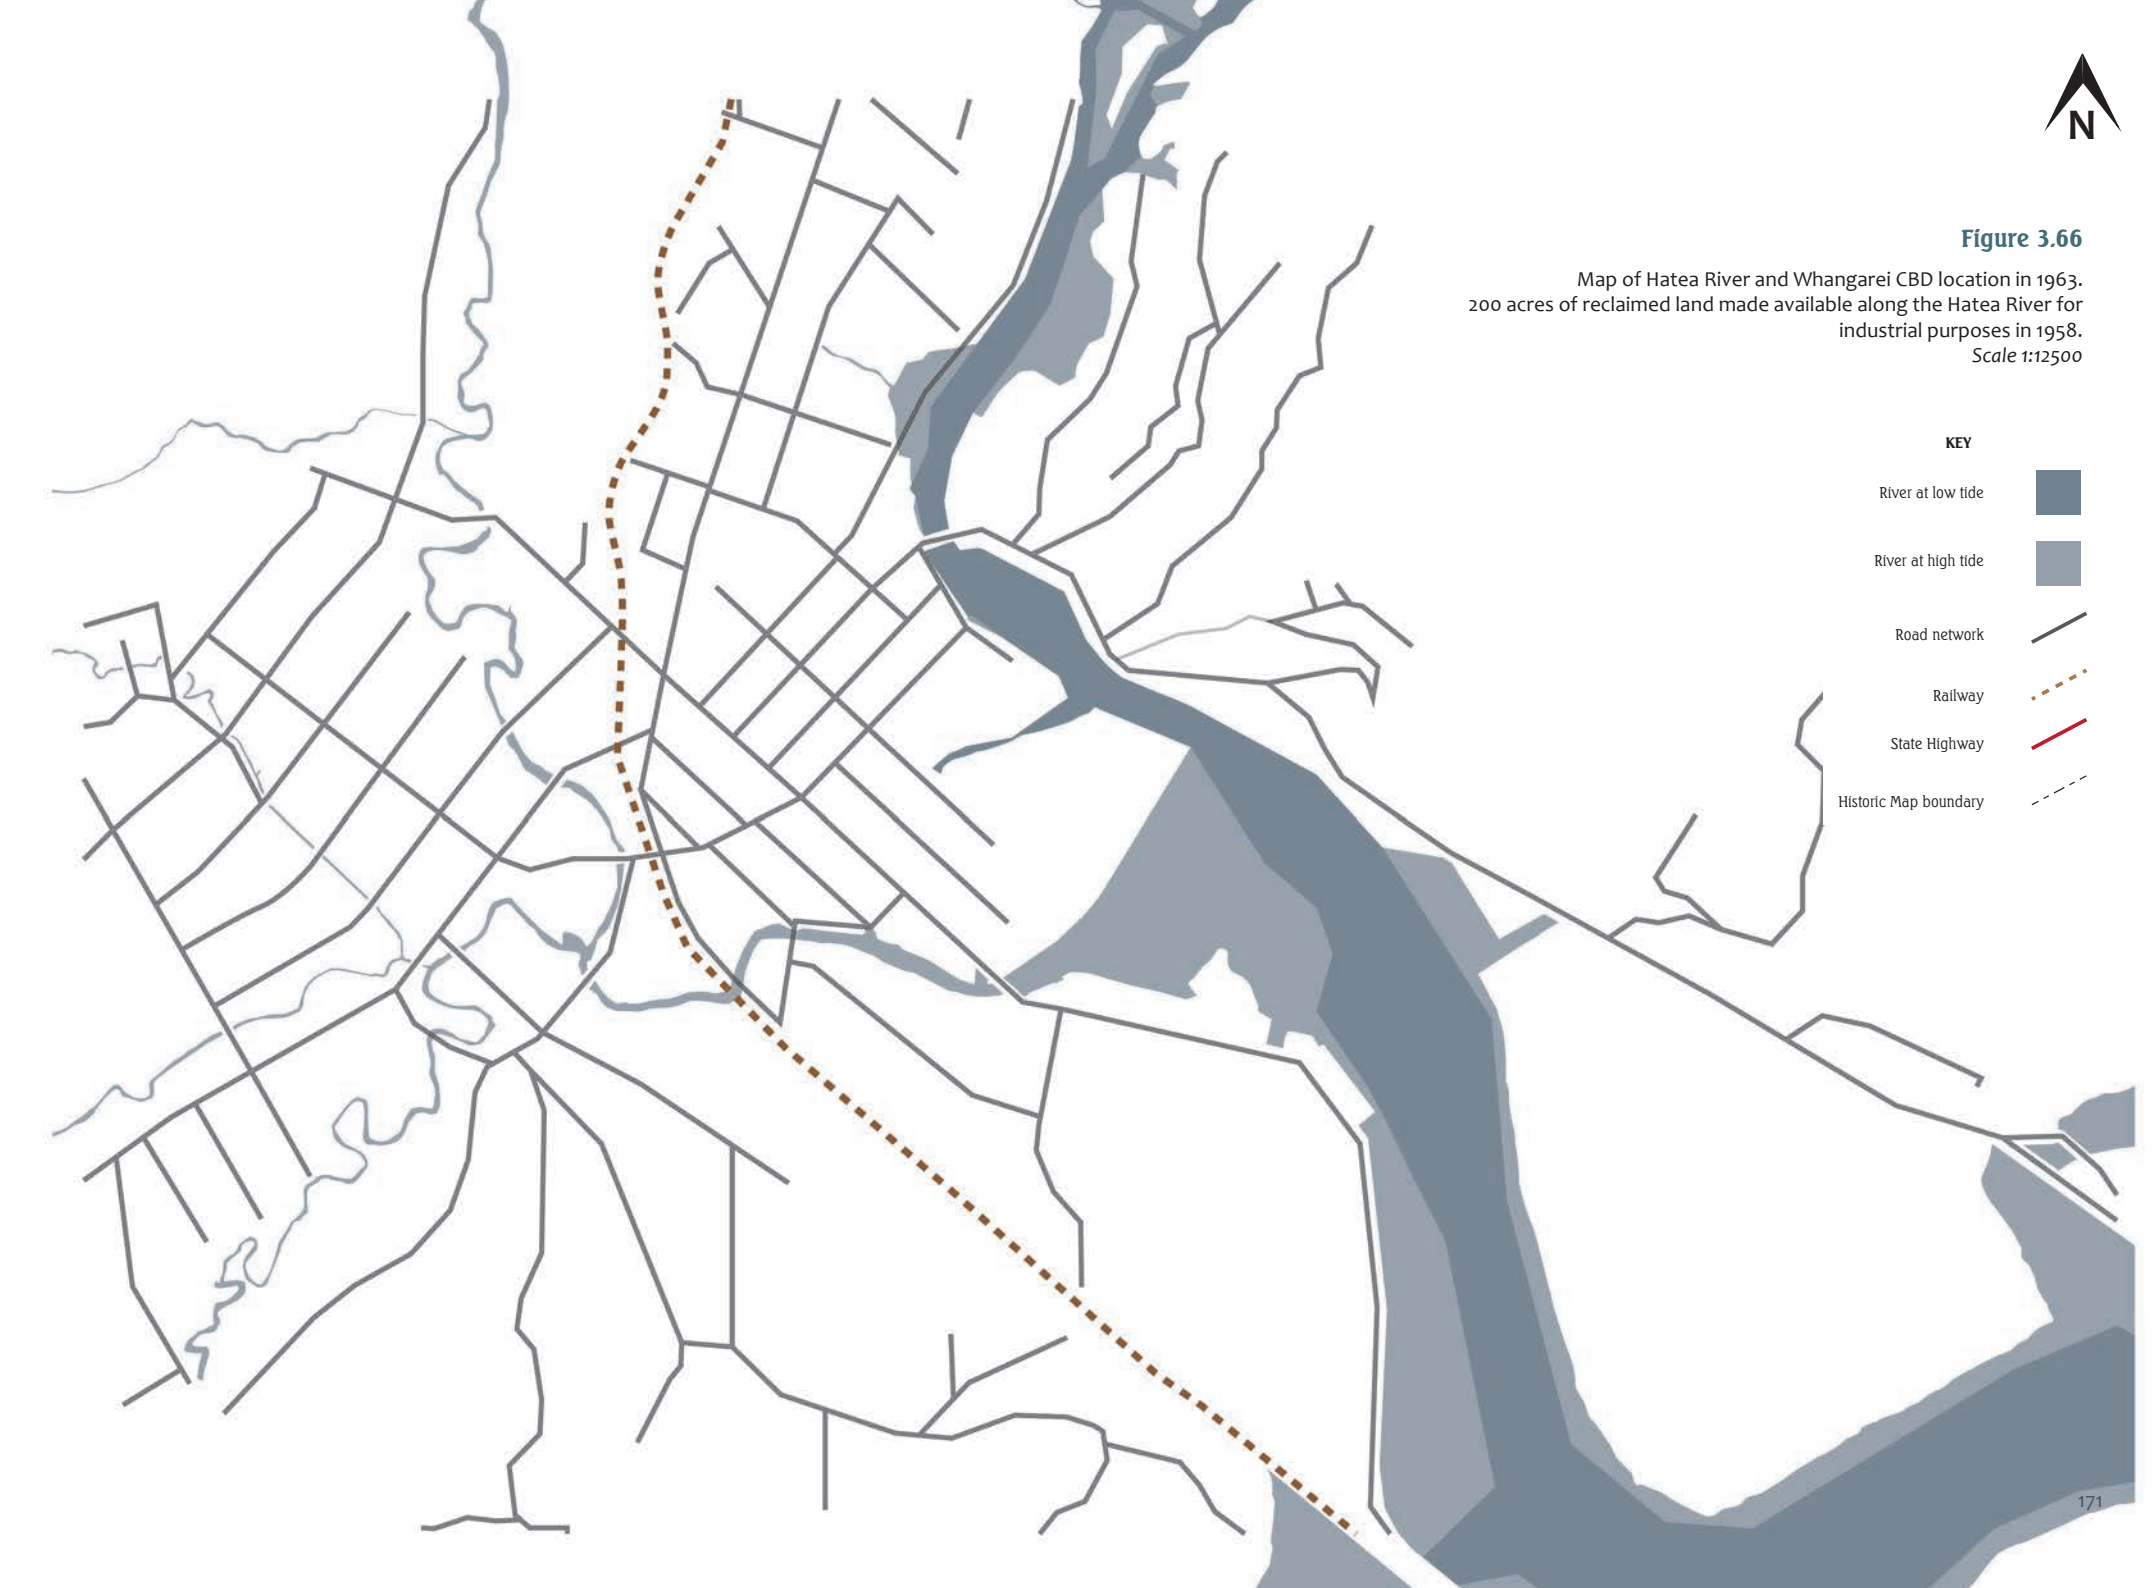 N
Figure 3.66
Map of Hatea River and Whangarei CBD location in 1963.
200 acres of reclaimed land made available along the Hatea River for
industrial purposes in 1958.
Scale 1:12500
KEY
River at low tide
River at high tide
Road network
Railway
State Highway
Historic Map boundary
171